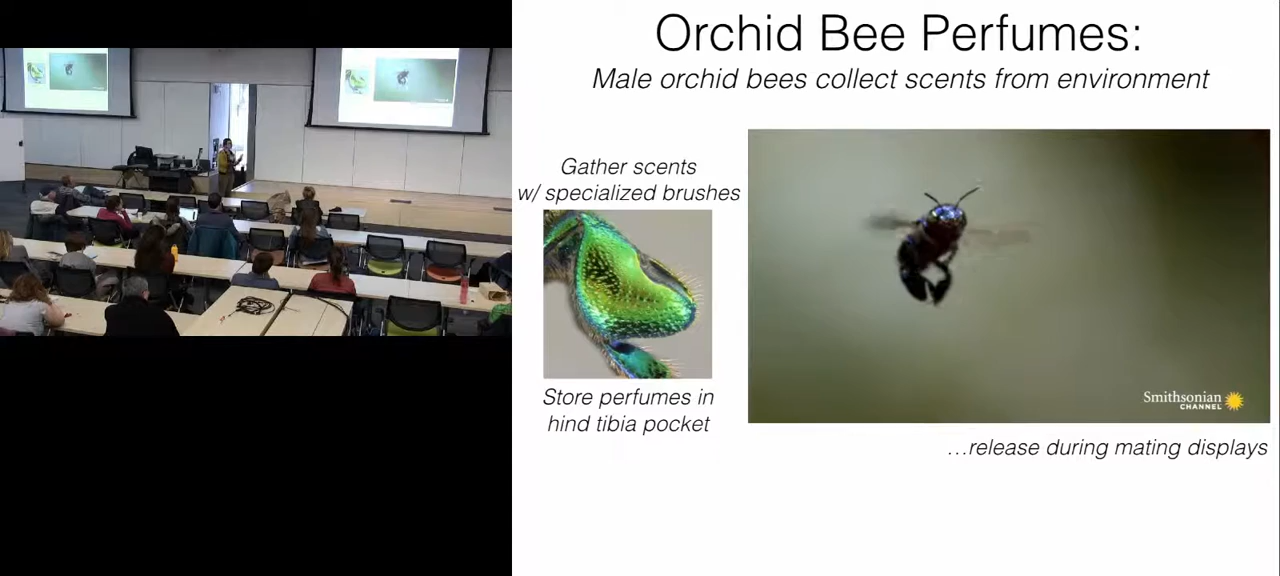 Orchid Bee Perfumes:
Male orchid bees collect scents from environment
Gather scents
w/ specialized brushes
Store perfumes in
hind tibia pocket
Smithsonian
CHANNEL
…release during mating displays